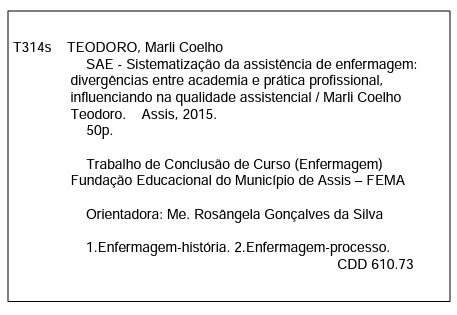 T314s TEODORO, Marli Coelho
SAE - Sistematização da assistência de enfermagem:
divergências entre academia e prática profissional,
influenciando na qualidade assistencial / Marli Coelho
Teodoro. Assis, 2015.
50p.
Trabalho de Conclusão de Curso (Enfermagem)
Fundação Educacional do Município de Assis – FEMA
Orientadora: Me. Rosângela Gonçalves da Silva
1.Enfermagem-história. 2.Enfermagem-processo.
CDD 610.73